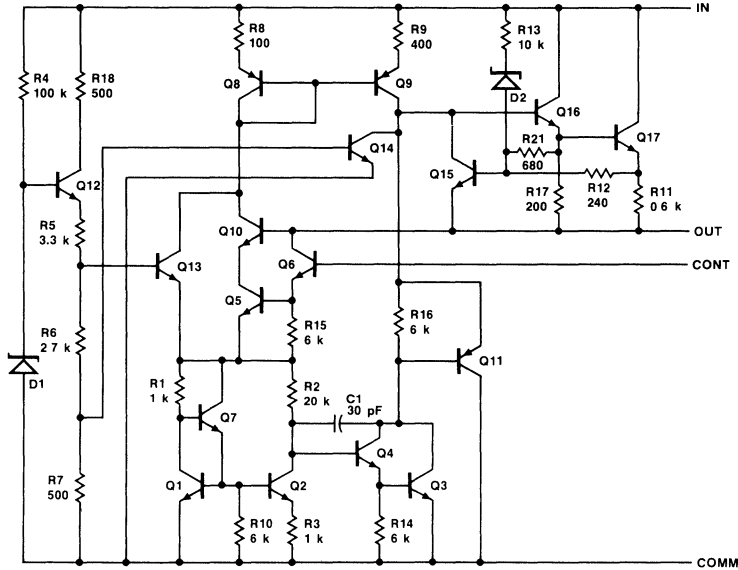 IN
R8
100
R9
400
R13
10 k
R4
100 k
R18
500
Q8
Q9
D2
Q16
Q17
Q14
R21
680
Q15
Q12
R17
200
R12
240
R11
0 6 k
R5
3.3 k
Q10
OUT
Q13
Q6
CONT
Q5
R16
6 k
R6
2 7 k
R15
6 k
Q11
D1
R1
1 k
R2
20 k
C1
30 pF
Q7
Q4
R7
500
Q1
Q2
Q3
R10
6 k
R3
1 k
R14
6 k
COMM